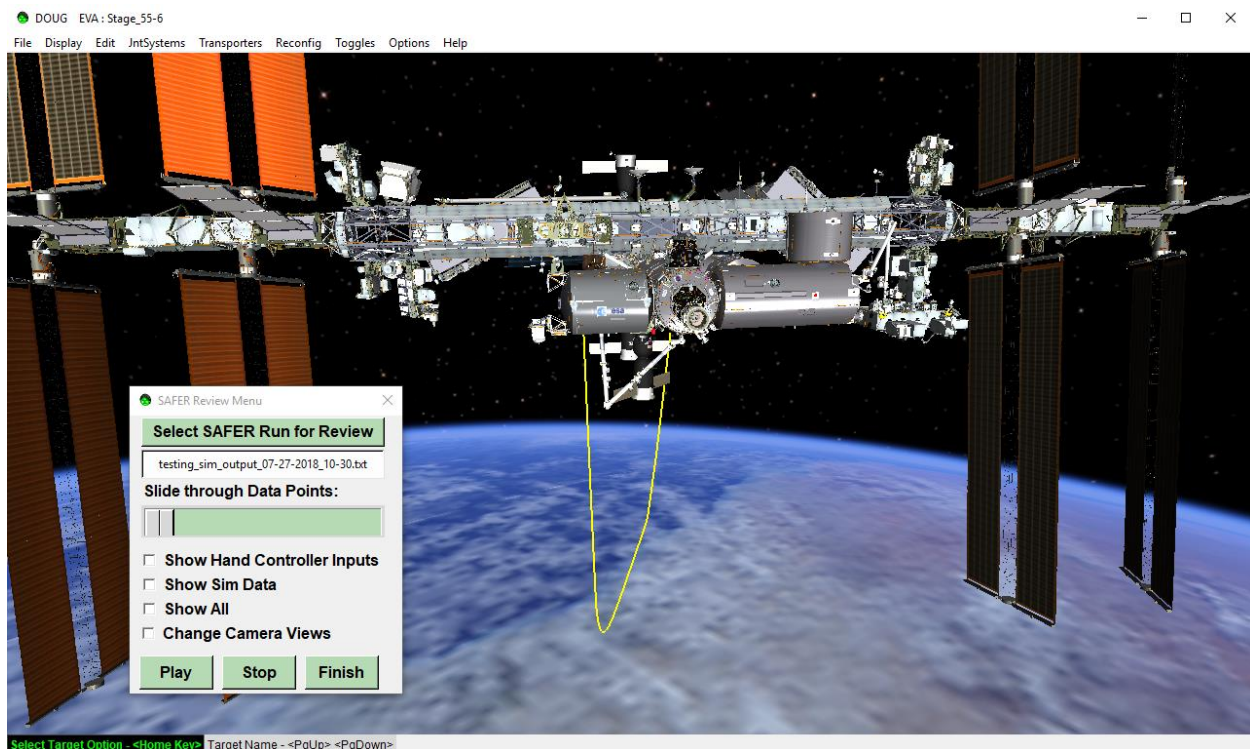 DOUG EVA : Stage_55-6
File Display Edit JntSystems Transporters Reconfig Toggles Options Help
esa
SAFER Review Menu
Select SAFER Run for Review
testing_sim_output_07-27-2018_10-30.txt
Slide through Data Points:
Show Hand Controller Inputs
Show Sim Data
Show All
Change Camera Views
Play Stop Finish
Select Target Option - <Home Key> Target Name - <PgUp> <PgDown>